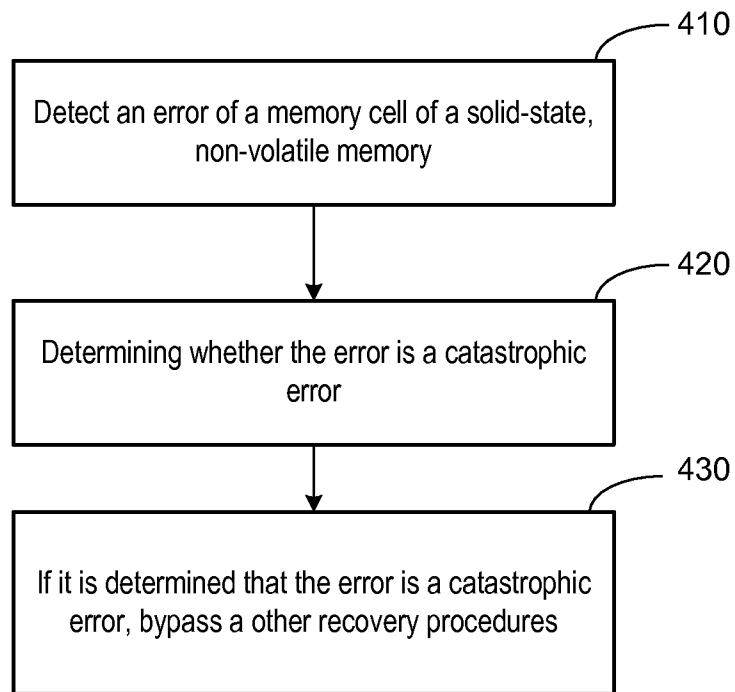 410
Detect an error of a memory cell of a solid-state,
non-volatile memory
420
Determining whether the error is a catastrophic
error
430
If it is determined that the error is a catastrophic
error, bypass a other recovery procedures